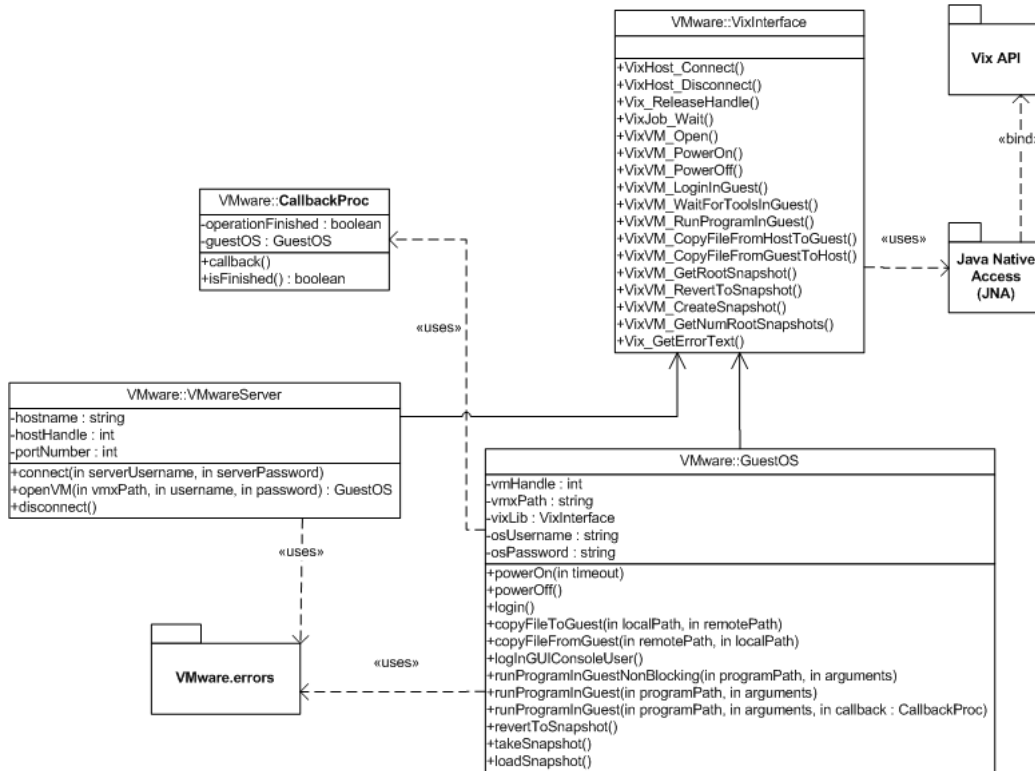 VMware::VixInterface
+VixHost_Connect()
+VixHost_Disconnect()
+Vix_ReleaseHandle()
+VixJob_Wait()
+VixVM_Open()
+VixVM_PowerOn()
+VixVM_PowerOff()
+VixVM_LoginInGuest()
+VixVM_WaitForToolsInGuest()
+VixVM_RunProgramInGuest()
+VixVM_CopyFileFromHostToGuest()
+VixVM_CopyFileFromGuestToHost()
+VixVM_GetRootSnapshot()
+VixVM_RevertToSnapshot()
+VixVM_CreateSnapshot()
+VixVM_GetNumRootSnapshots()
+Vix_GetErrorText()
Vix API
«bind»
«uses»
Java Native
Access
(JNA)
VMware::CallbackProc
-operationFinished : boolean
-guestOS : GuestOS
+callback()
+isFinished() : boolean
«uses»
VMware::VMwareServer
-hostname : string
-hostHandle : int
-portNumber : int
+connect(in serverUsername, in serverPassword)
+openVM(in vmxPath, in username, in password) : GuestOS
+disconnect()
«uses»
VMware.errors
«uses»
VMware::GuestOS
-vmHandle : int
-vmxPath : string
-vixLib : VixInterface
-osUsername : string
-osPassword : string
+powerOn(in timeout)
+powerOff()
+login()
+copyFileToGuest(in localPath, in remotePath)
+copyFileFromGuest(in remotePath, in localPath)
+logInGUIConsoleUser()
+runProgramInGuestNonBlocking(in programPath, in arguments)
+runProgramInGuest(in programPath, in arguments)
+runProgramInGuest(in programPath, in arguments, in callback : CallbackProc)
+revertToSnapshot()
+takeSnapshot()
+loadSnapshot()